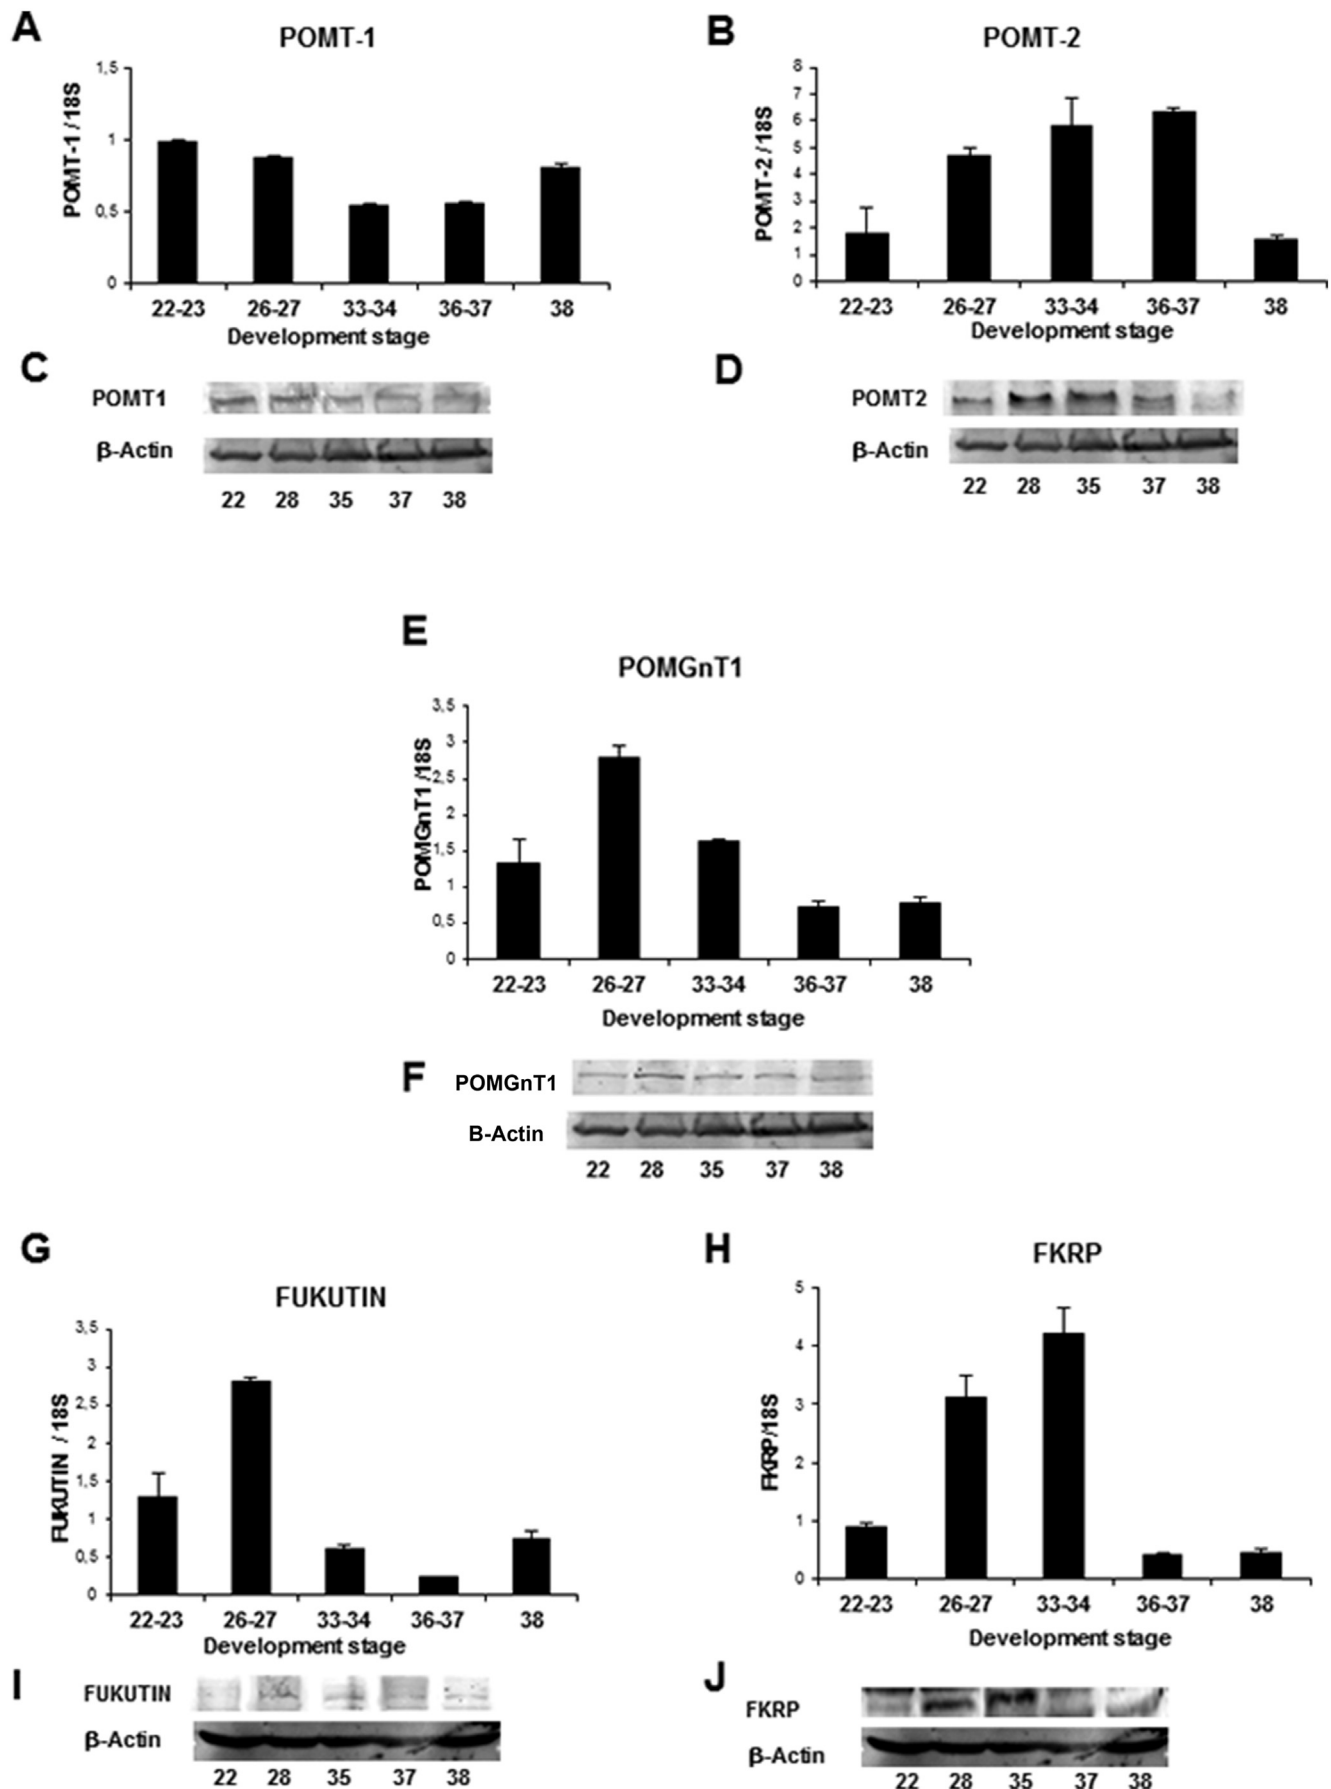 A
POMT-1
POMT-1 / 18S
1,5
1
0,5
0
22-23 26-27 33-34 36-37 38
Development stage
B
POMT-2
POMT-2 / 18S
8
7
6
5
4
3
2
1
0
22-23 26-27 33-34 36-37 38
Development stage
C
POMT1
β-Actin
22 28 35 37 38
D
POMT2
β-Actin
22 28 35 37 38
E
POMGnT1
POMGnT1 /18S
3,5
3
2,5
2
1,5
1
0,5
0
22-23 26-27 33-34 36-37 38
Development stage
F
POMGnT1
B-Actin
22 28 35 37 38
G
FUKUTIN
FUKUTIN / 18S
3,5
3
2,5
2
1,5
1
0,5
0
22-23 26-27 33-34 36-37 38
Development stage
H
FKRP
FKRP/18S
5
4
3
2
1
0
22-23 26-27 33-34 36-37 38
Development stage
I
FUKUTIN
β-Actin
22 28 35 37 38
J
FKRP
β-Actin
22 28 35 37 38